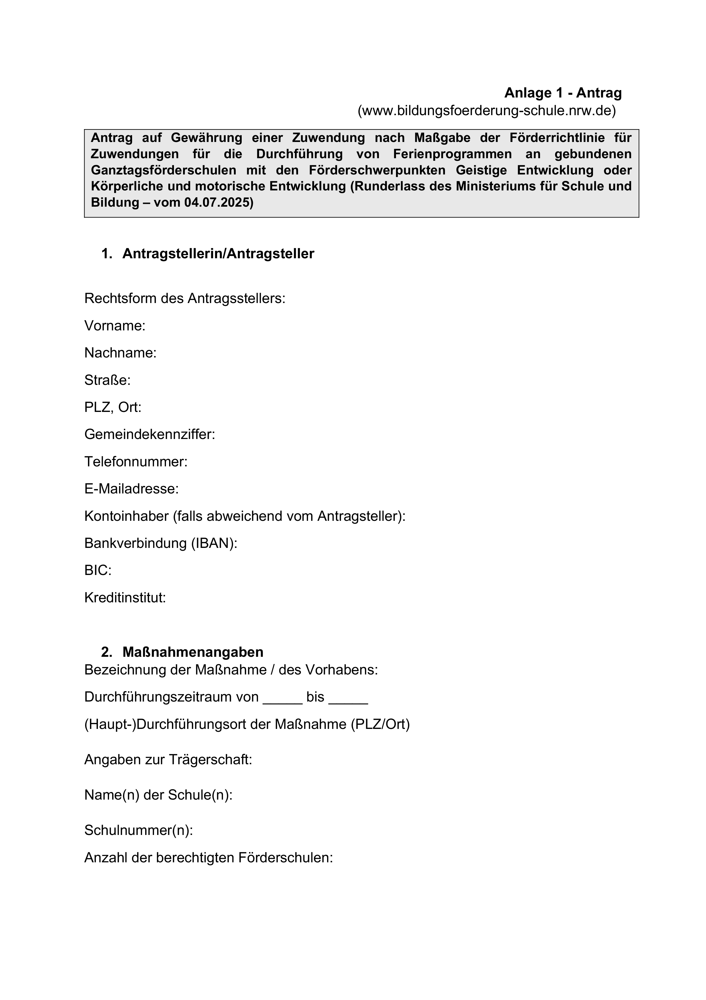 Anlage 1 - Antrag
(www.bildungsfoerderung-schule.nrw.de)
Antrag auf Gewährung einer Zuwendung nach Maßgabe der Förderrichtlinie für
Zuwendungen für die Durchführung von Ferienprogrammen an gebundenen
Ganztagsförderschulen mit den Förderschwerpunkten Geistige Entwicklung oder
Körperliche und motorische Entwicklung (Runderlass des Ministeriums für Schule und
Bildung – vom 04.07.2025)
1. Antragstellerin/Antragsteller
Rechtsform des Antragsstellers:
Vorname:
Nachname:
Straße:
PLZ, Ort:
Gemeindekennziffer:
Telefonnummer:
E-Mailadresse:
Kontoinhaber (falls abweichend vom Antragsteller):
Bankverbindung (IBAN):
BIC:
Kreditinstitut:
2. Maßnahmenangaben
Bezeichnung der Maßnahme / des Vorhabens:
Durchführungszeitraum von _____ bis _____
(Haupt-)Durchführungsort der Maßnahme (PLZ/Ort)
Angaben zur Trägerschaft:
Name(n) der Schule(n):
Schulnummer(n):
Anzahl der berechtigten Förderschulen: